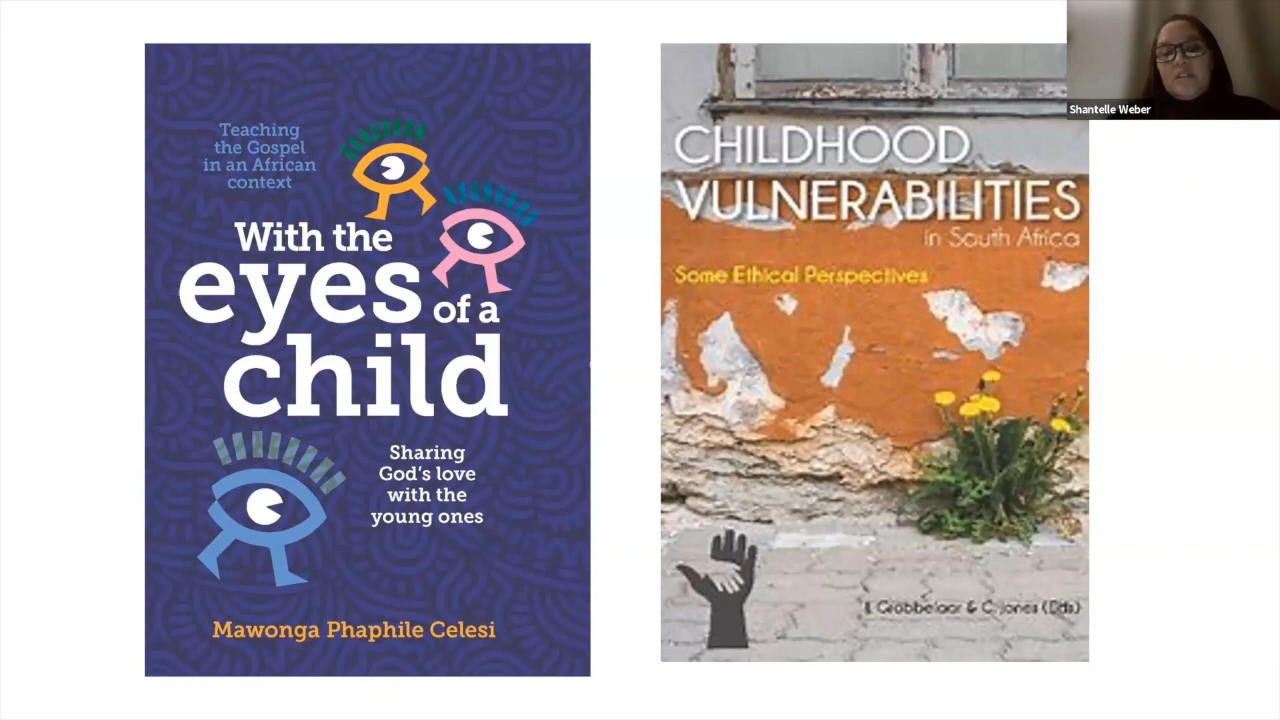 Teaching
the Gospel
in an African
context
With the
eyes of a
child
Sharing
God's love
with the
young ones
Mawonga Phaphile Celesi
CHILDHOOD
VULNERABILITIES
in South Africa
Some Ethical Perspectives
J. Grobbelaar & C. Jones (Eds)
Shantelle Weber